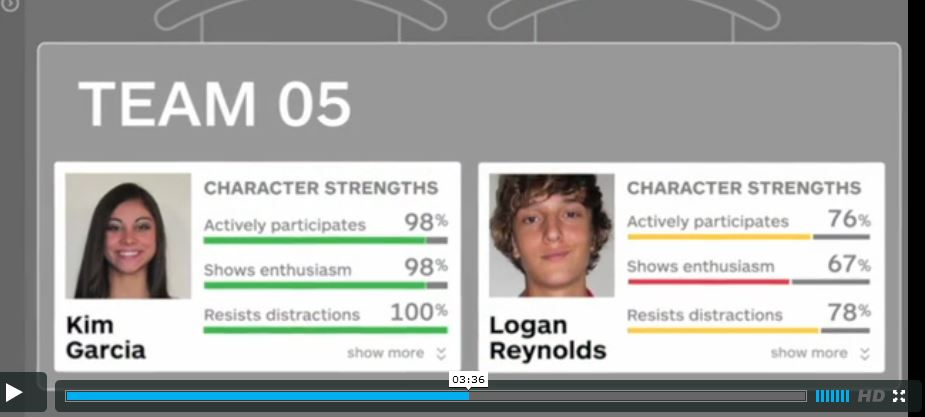 TEAM 05
CHARACTER STRENGTHS
Actively participates 98%
Shows enthusiasm 98%
Resists distractions 100%
Kim
Garcia
show more
CHARACTER STRENGTHS
Actively participates 76%
Shows enthusiasm 67%
Resists distractions 78%
Logan
Reynolds
show more
03:36
HD